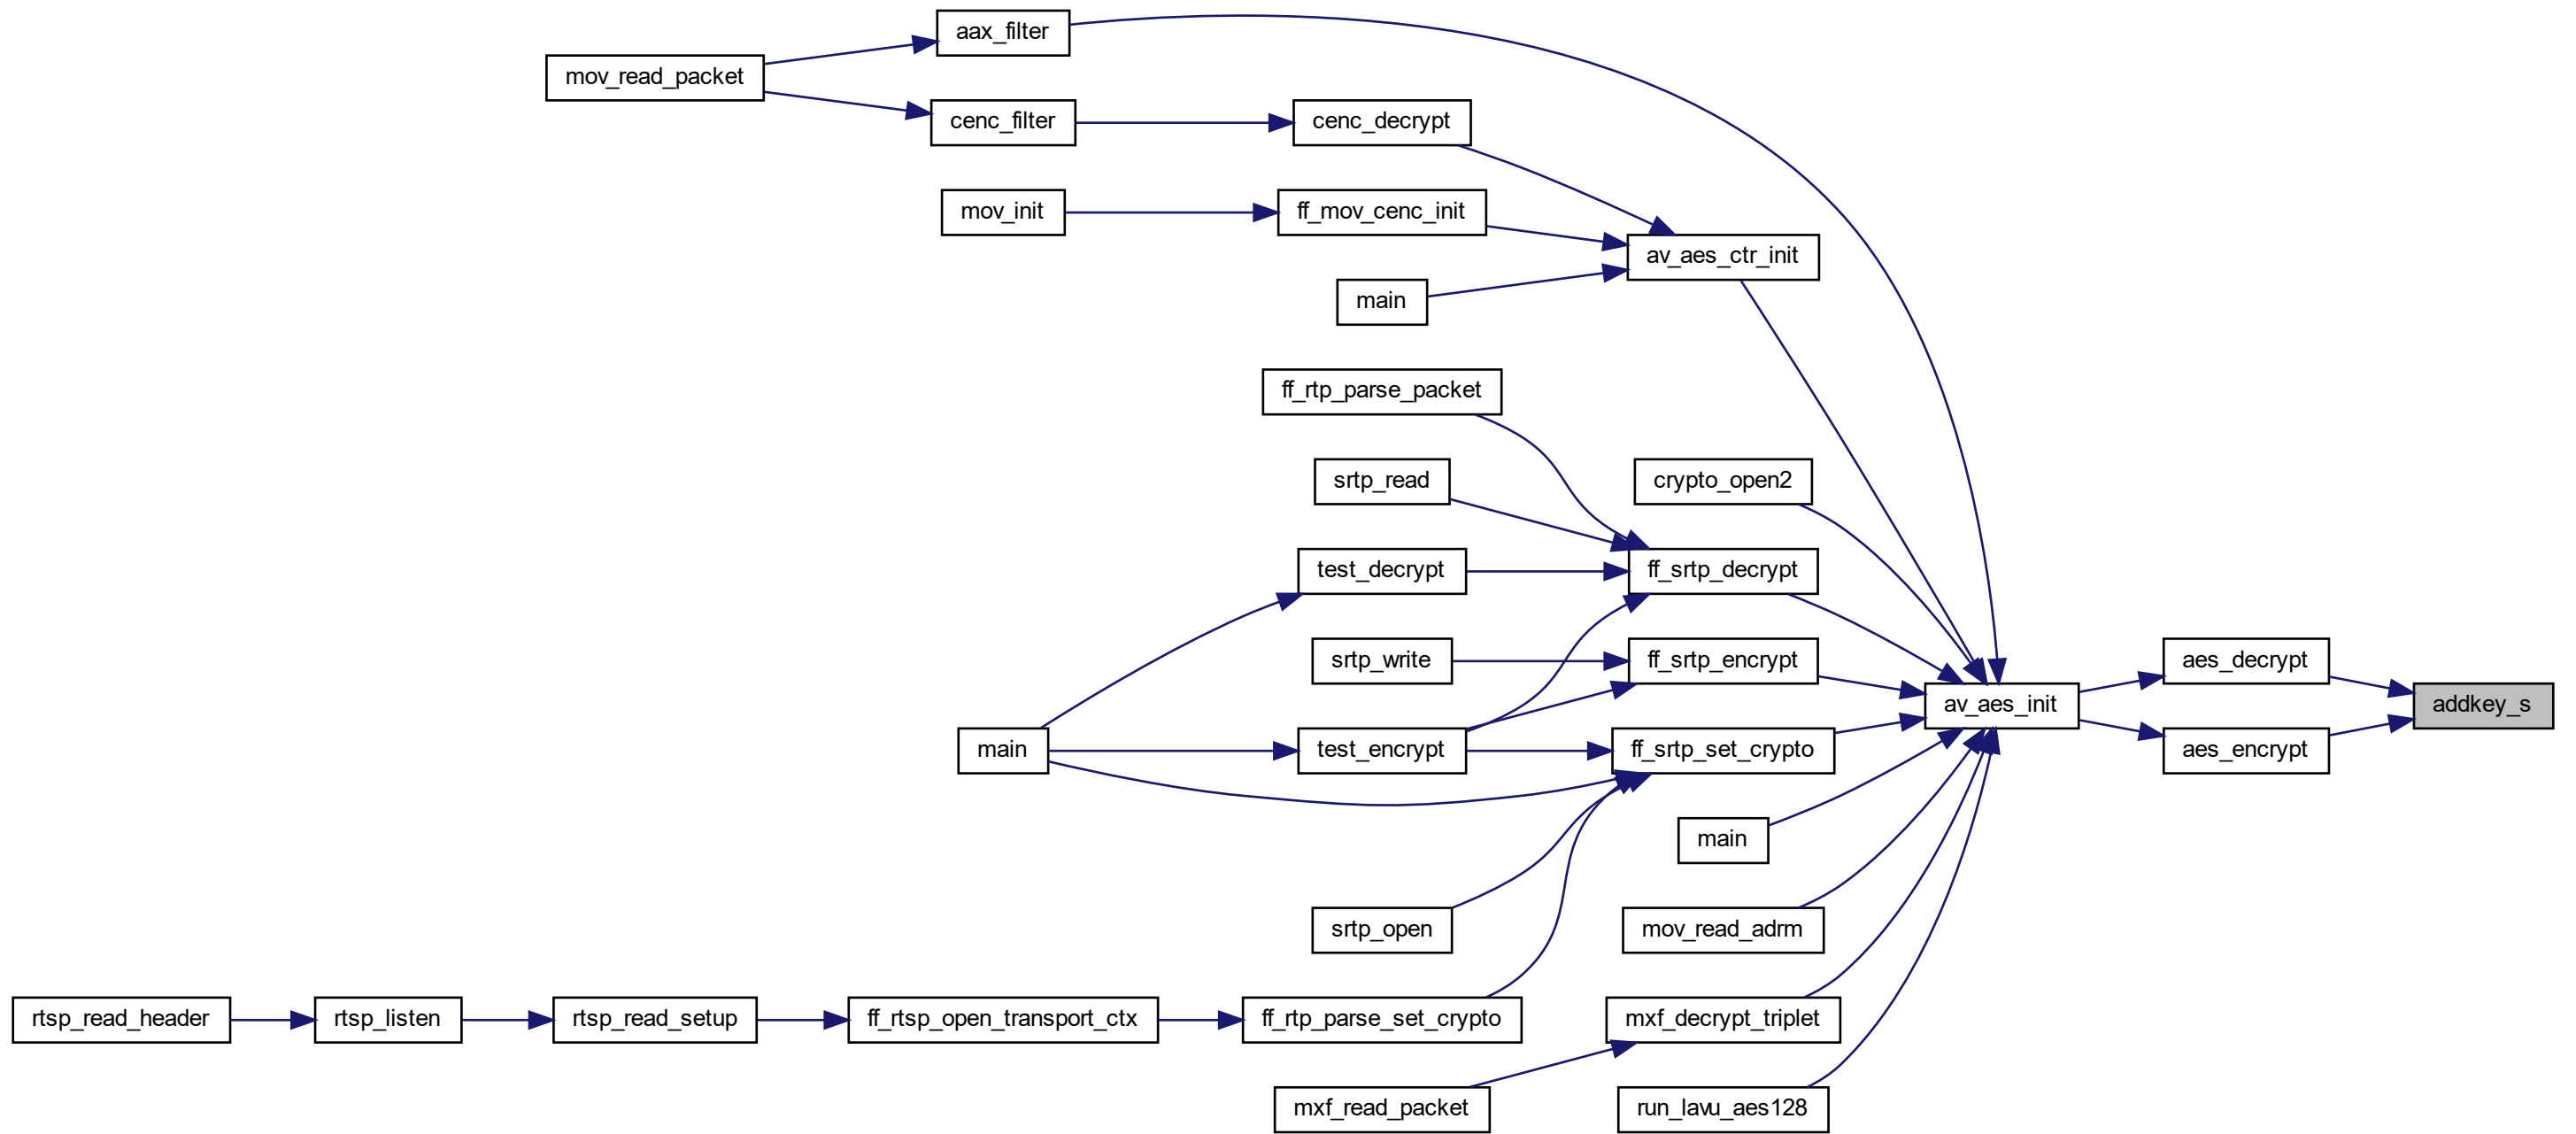 aax_filter
mov_read_packet
cenc_filter
cenc_decrypt
mov_init
ff_mov_cenc_init
av_aes_ctr_init
main
ff_rtp_parse_packet
srtp_read
crypto_open2
test_decrypt
ff_srtp_decrypt
srtp_write
ff_srtp_encrypt
aes_decrypt
av_aes_init
addkey_s
main
test_encrypt
ff_srtp_set_crypto
aes_encrypt
main
srtp_open
mov_read_adrm
rtsp_read_header
rtsp_listen
rtsp_read_setup
ff_rtsp_open_transport_ctx
ff_rtp_parse_set_crypto
mxf_decrypt_triplet
mxf_read_packet
run_lavu_aes128